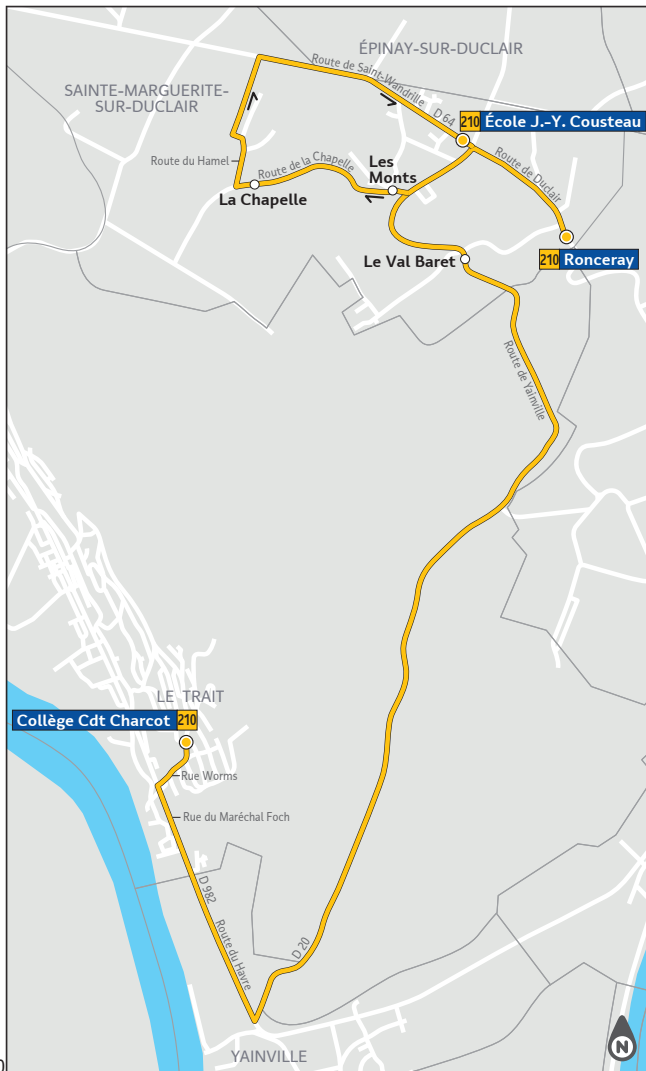 ÉPINAY-SUR-DUCLAIR
Route de Saint-Wandrille
SAINTE-MARGUERITE-
SUR-DUCLAIR
D 64
210 École J.-Y. Cousteau
Route du Hamel
Route de la Chapelle
Les
Monts
Route de Duclair
La Chapelle
Le Val Baret
210 Ronceray
Route de Yainville
LE TRAIT
Collège Cdt Charcot 210
Rue Worms
Rue du Maréchal Foch
D 982
Route du Havre
D 20
YAINVILLE
N